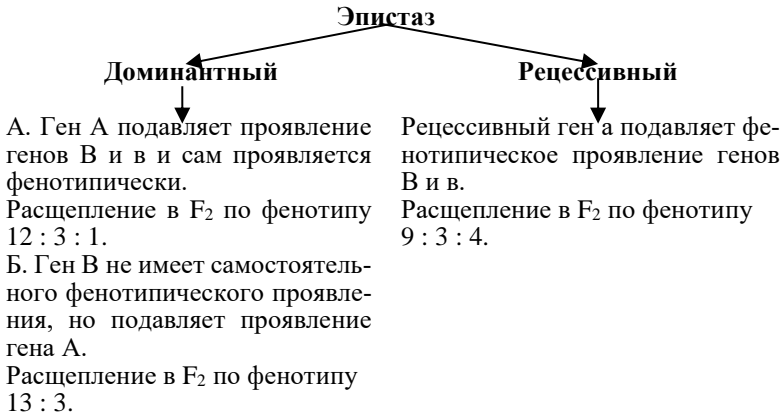 Эпистаз
Доминантный
Рецессивный
А. Ген А подавляет проявление
генов В и в и сам проявляется
фенотипически.
Расщепление в F₂ по фенотипу
12 : 3 : 1.
Б. Ген В не имеет самостоятель-
ного фенотипического проявле-
ния, но подавляет проявление
гена А.
Расщепление в F₂ по фенотипу
13 : 3.
Рецессивный ген а подавляет фе-
нотипическое проявление генов
В и в.
Расщепление в F₂ по фенотипу
9 : 3 : 4.